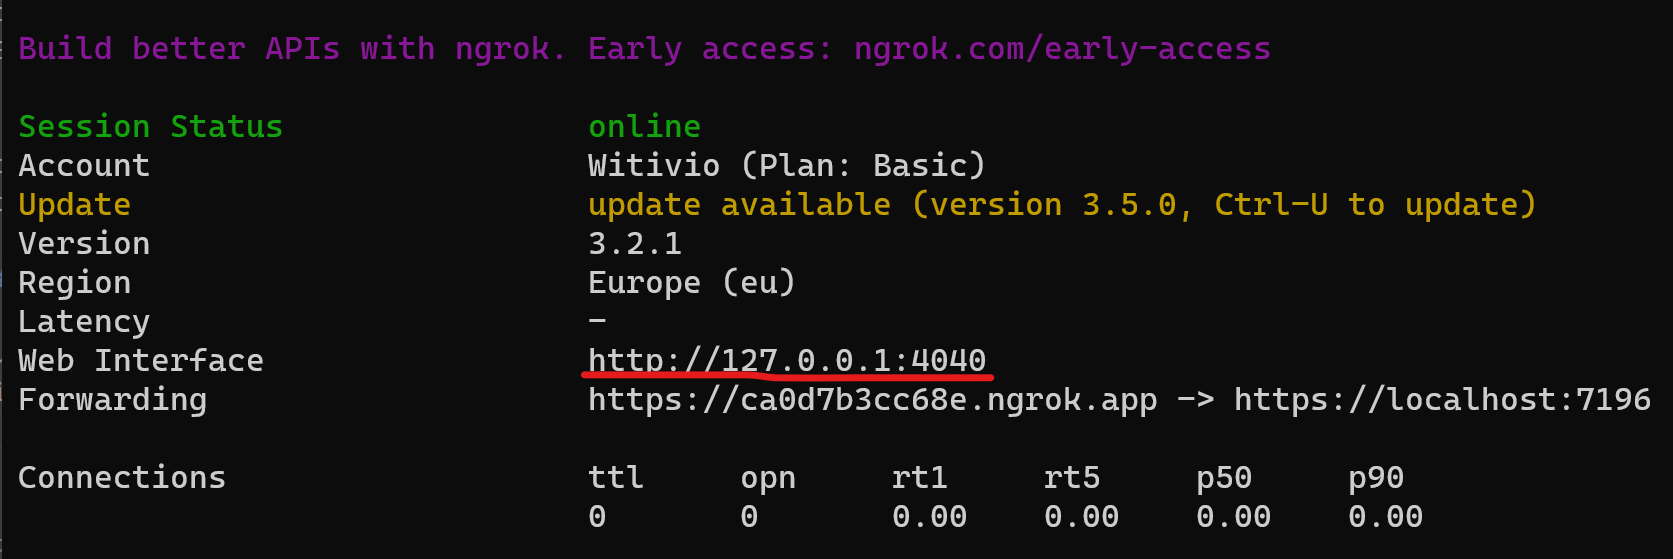 Build better APIs with ngrok. Early access: ngrok.com/early-access
Session Status online
Account Witivio (Plan: Basic)
Update update available (version 3.5.0, Ctrl-U to update)
Version 3.2.1
Region Europe (eu)
Latency -
Web Interface http://127.0.0.1:4040
Forwarding https://ca0d7b3cc68e.ngrok.app -> https://localhost:7196
Connections ttl opn rt1 rt5 p50 p90
0 0 0.00 0.00 0.00 0.00